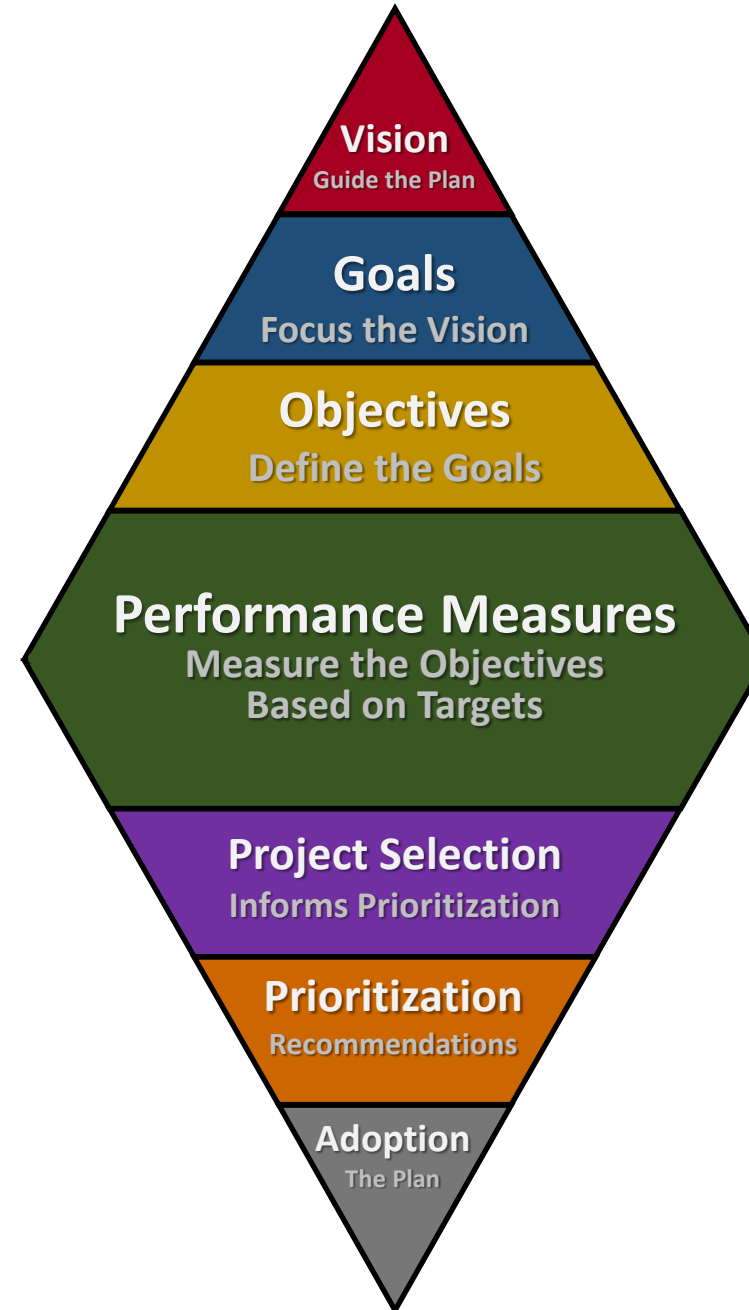 Vision
Guide the Plan
Goals
Focus the Vision
Objectives
Define the Goals
Performance Measures
Measure the Objectives
Based on Targets
Project Selection
Informs Prioritization
Prioritization
Recommendations
Adoption
The Plan